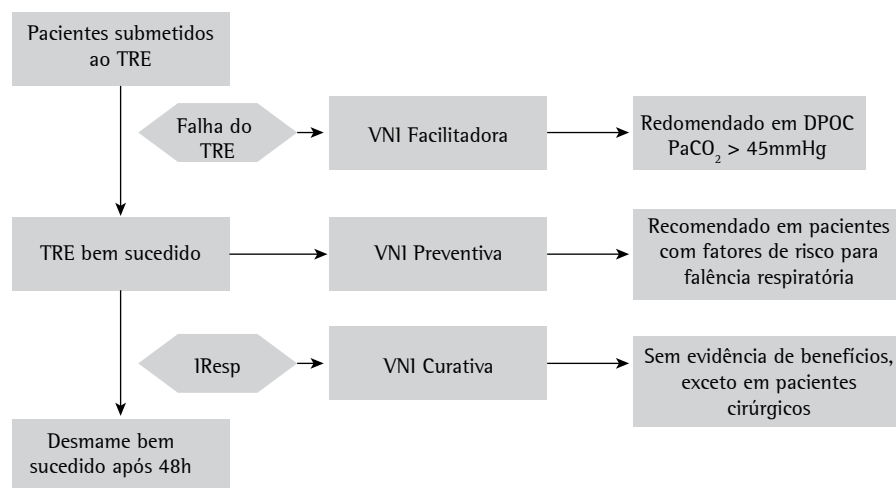 Pacientes submetidos
ao TRE
Falha do
TRE
VNI Facilitadora
Redomendado em DPOC
PaCO₂ > 45mmHg
TRE bem sucedido
VNI Preventiva
Recomendado em pacientes
com fatores de risco para
falência respiratória
IResp
VNI Curativa
Sem evidência de benefícios,
exceto em pacientes
cirúrgicos
Desmame bem
sucedido após 48h